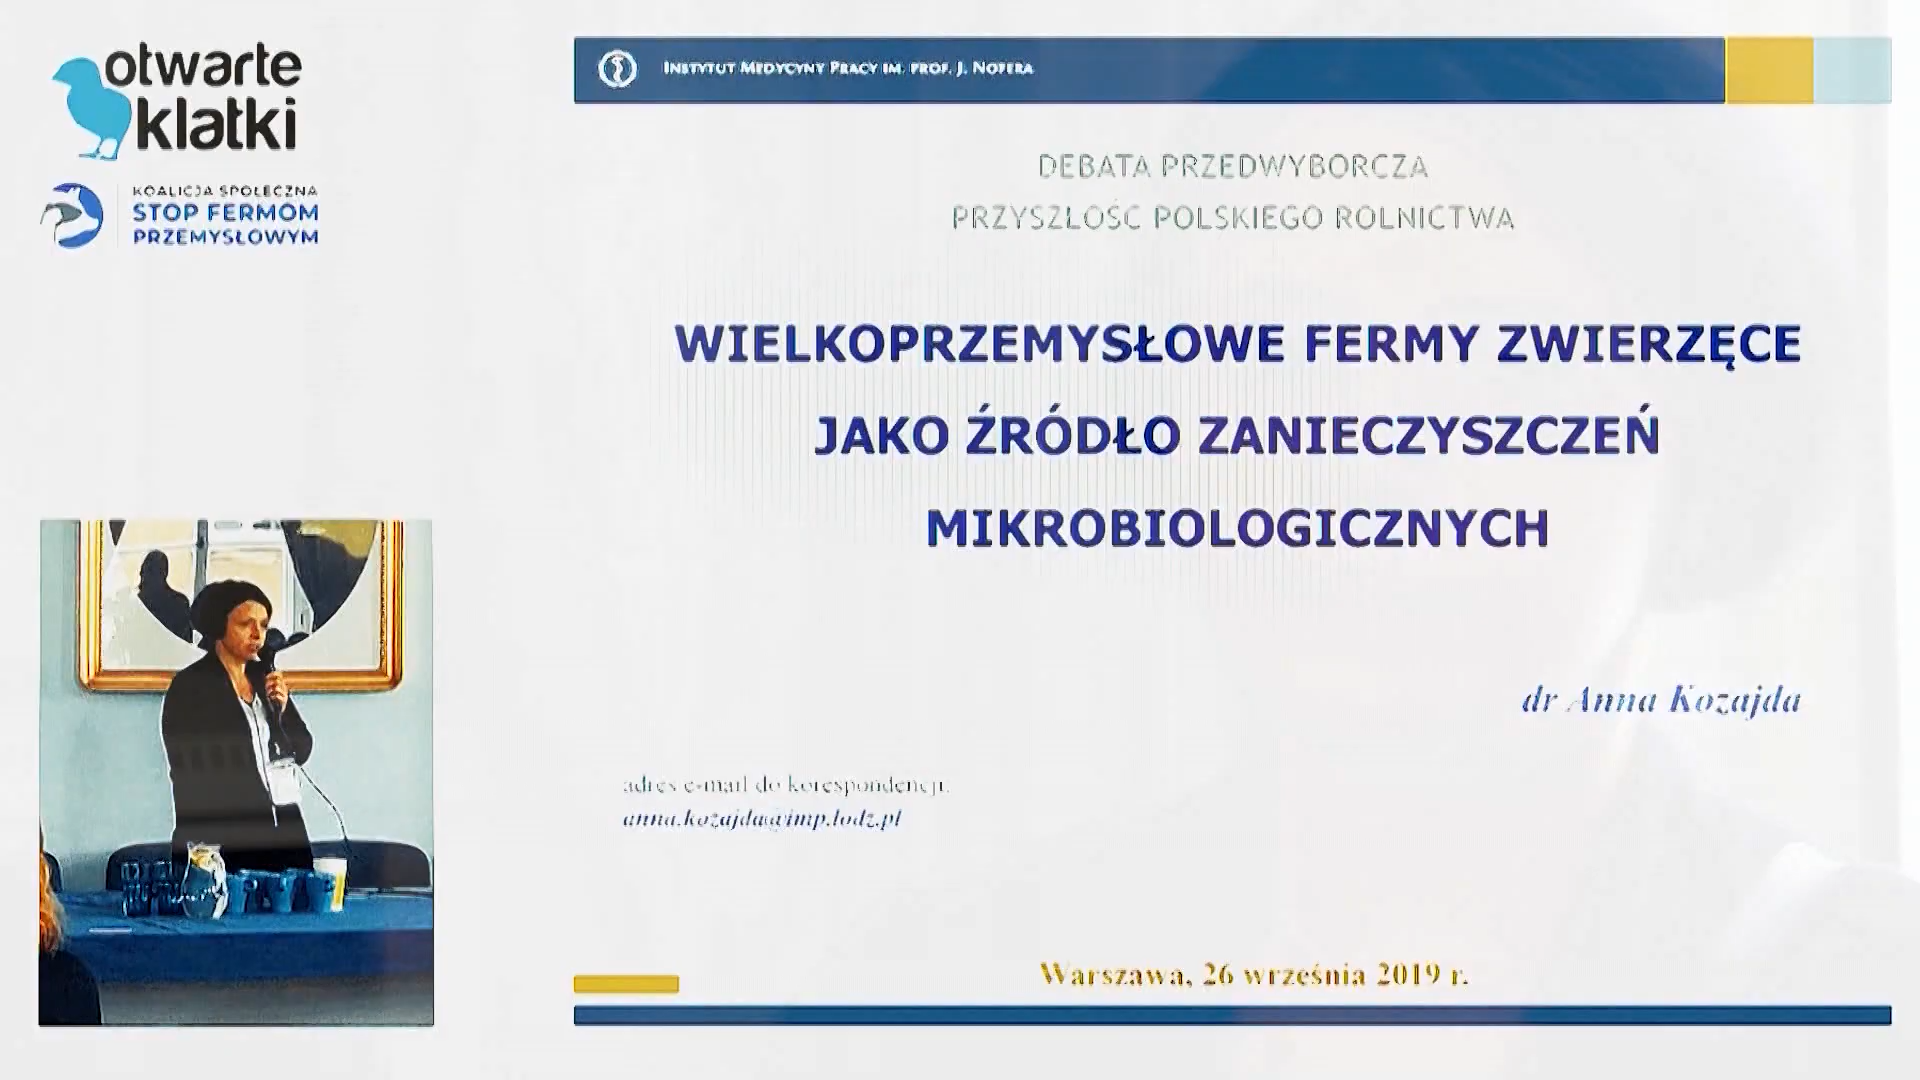 otwarte
klatki
KOALICJA SPOŁECZNA
STOP FERMOM
PRZEMYSŁOWYM
INSTYTUT MEDYCYNY PRACY IM. PROF. J. NOFERA
DEBATA PRZEDWYBORCZA
PRZYSZŁOŚĆ POLSKIEGO ROLNICTWA
WIELKOPRZEMYSŁOWE FERMY ZWIERZĘCE
JAKO ŹRÓDŁO ZANIECZYSZCZEŃ
MIKROBIOLOGICZNYCH
dr Anna Kozajda
adres e-mail do korespondencji:
anna.kozajda@imp.lodz.pl
Warszawa, 26 września 2019 r.